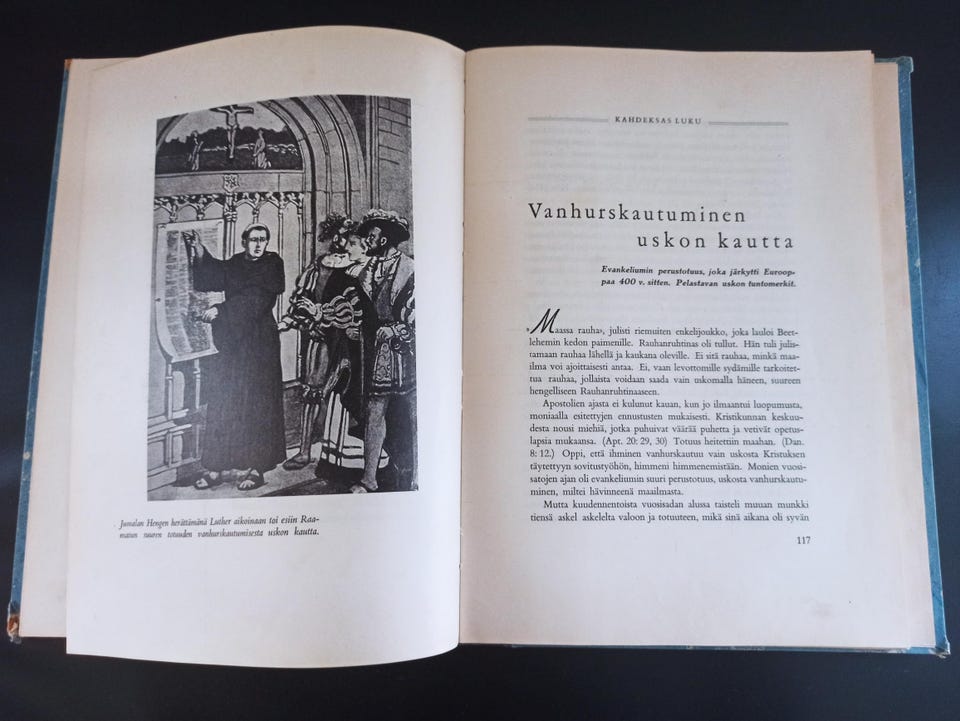 Jumalan Hengen herättämänä Luther aikoinaan toi esiin Raa-
matun suuren totuuden vanhurskautumisesta uskon kautta.
KAHDEKSAS LUKU
Vanhurskautuminen
uskon kautta
Evankeliumin perustotuus, joka järkytti Euroop-
paa 400 v. sitten. Pelastavan uskon tuntomerkit.
»Maassa rauha», julisti riemuiten enkelijoukko, joka lauloi Beet-
lehemin kedon paimenille. Rauhanruhtinas oli tullut. Hän tuli julis-
tamaan rauhaa lähellä ja kaukana oleville. Ei sitä rauhaa, minkä maa-
ilma voi ajoittaisesti antaa. Ei, vaan levottomille sydämille tarkoitet-
tua rauhaa, jollaista voidaan saada vain uskomalla häneen, suureen
hengelliseen Rauhanruhtinaaseen.
Apostolien ajasta ei kulunut kauan, kun jo ilmaantui luopumusta,
moniaalla esitettyjen ennustusten mukaisesti. Kristikunnan keskuu-
desta nousi miehiä, jotka puhuivat väärää puhetta ja vetivät opetus-
lapsia mukaansa. (Apt. 20: 29, 30) Totuus heitettiin maahan. (Dan.
8: 12.) Oppi, että ihminen vanhurskautuu vain uskosta Kristuksen
täytettyyn sovitustyöhön, himmeni himmenemistään. Monien vuosi-
satojen ajan oli evankeliumin suuri perustotuus, uskosta vanhurskautu-
minen, miltei hävinneenä maailmasta.
Mutta kuudennentoista vuosisadan alussa taisteli muuan munkki
tiensä askel askelelta valoon ja totuuteen, mikä sinä aikana oli syvän
117